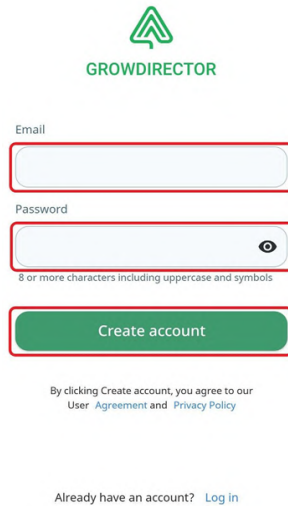 GROWDIRECTOR
Email
Password
8 or more characters including uppercase and symbols
Create account
By clicking Create account, you agree to our
User Agreement and Privacy Policy
Already have an account? Log in